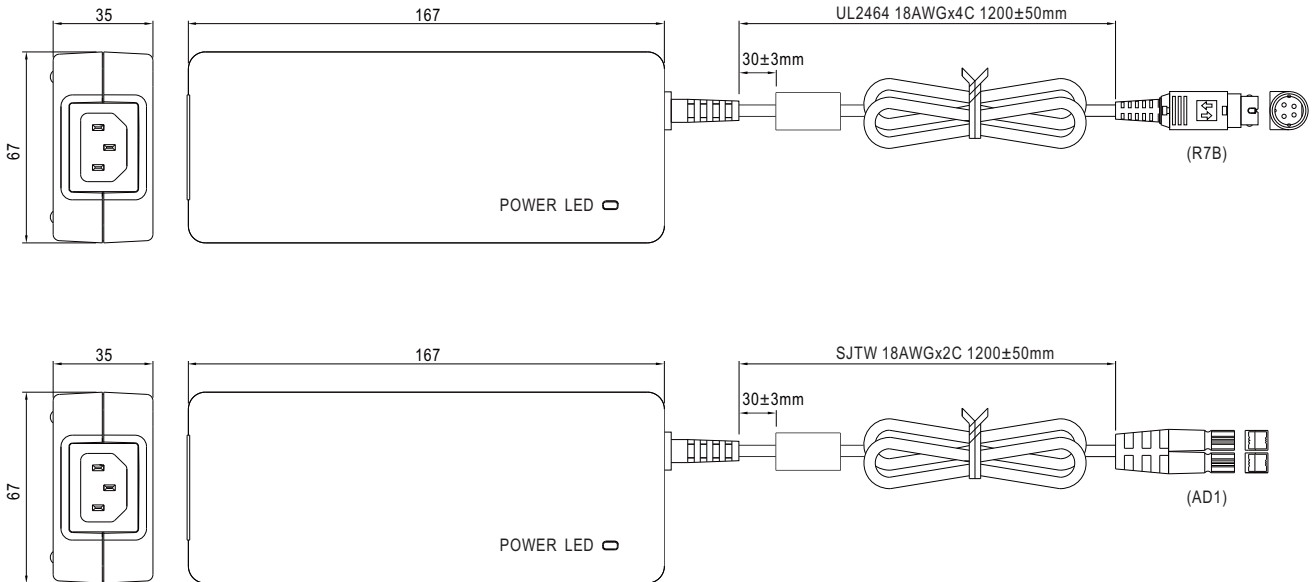 35
167
UL2464 18AWGx4C 1200±50mm
30±3mm
67
POWER LED
(R7B)
35
167
SJTW 18AWGx2C 1200±50mm
30±3mm
67
POWER LED
(AD1)